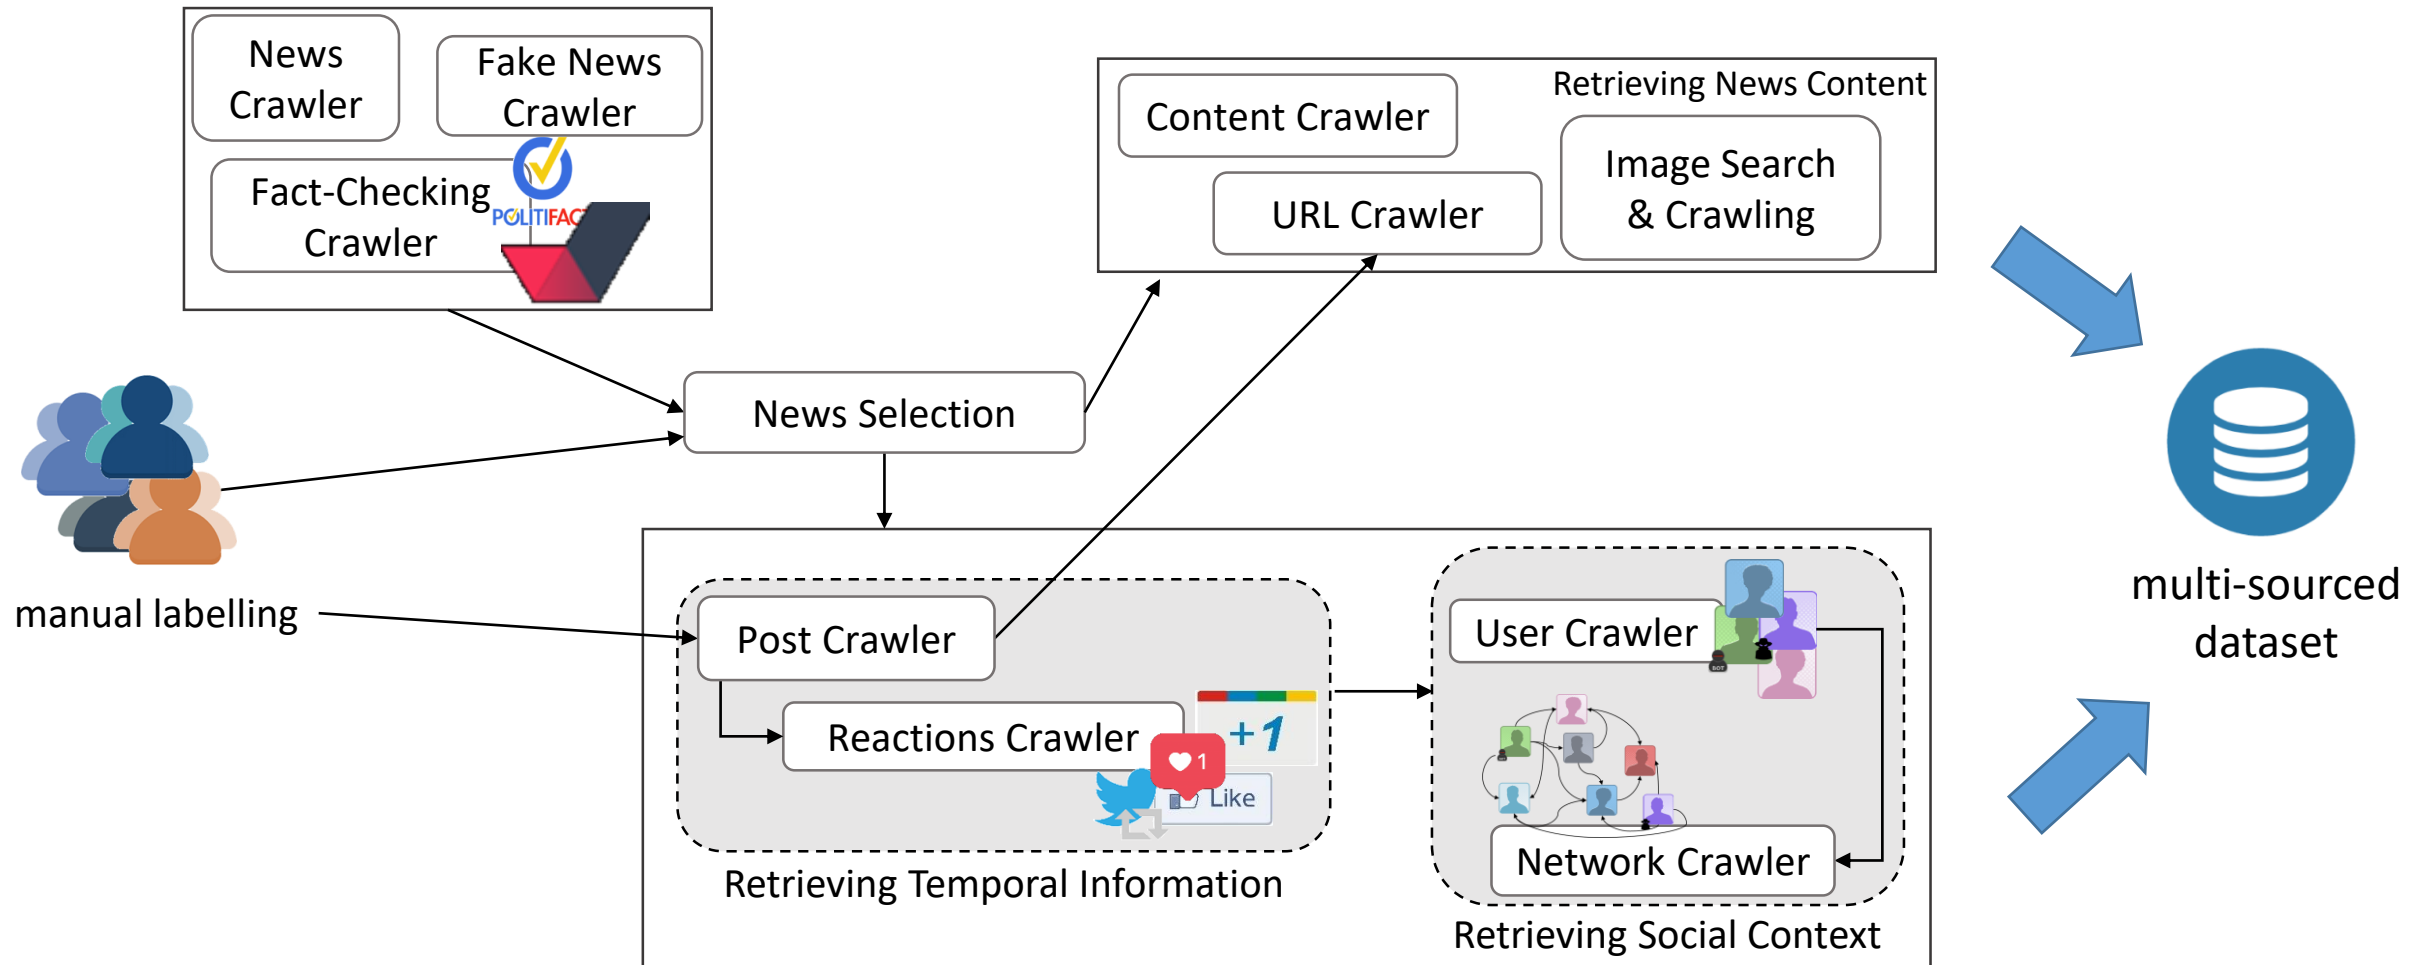 News
Crawler
Fake News
Crawler
Fact-Checking
Crawler
POLITIFAC
Retrieving News Content
Content Crawler
Image Search
& Crawling
URL Crawler
News Selection
manual labelling
multi-sourced
dataset
Post Crawler
Reactions Crawler
+1
1
Like
Retrieving Temporal Information
User Crawler
BOT
Network Crawler
Retrieving Social Context